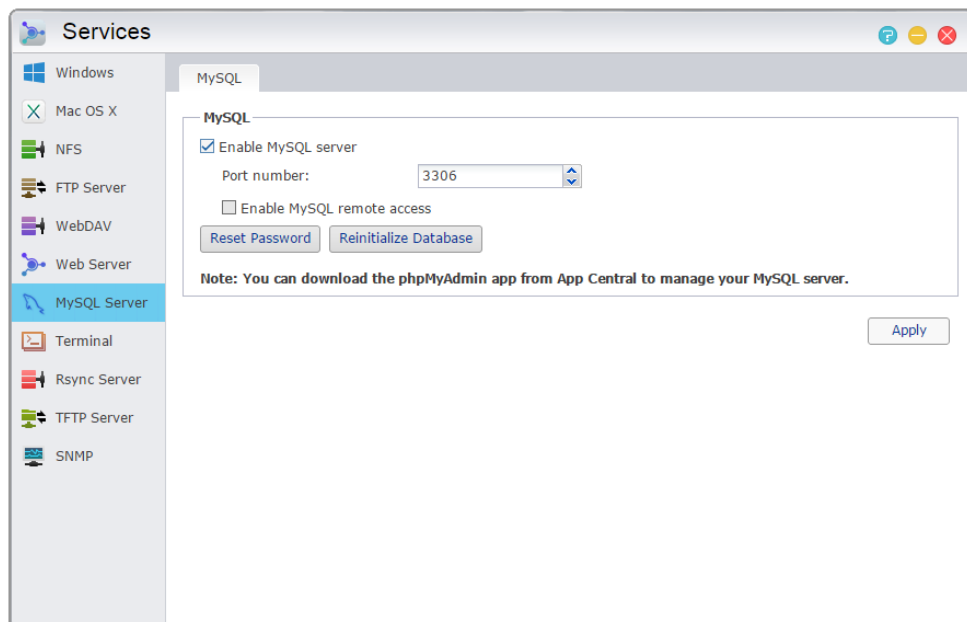 Services
Windows
Mac OS X
NFS
FTP Server
WebDAV
Web Server
MySQL Server
Terminal
Rsync Server
TFTP Server
SNMP
MySQL
MySQL
Enable MySQL server
Port number: 3306
Enable MySQL remote access
Reset Password Reinitialize Database
Note: You can download the phpMyAdmin app from App Central to manage your MySQL server.
Apply